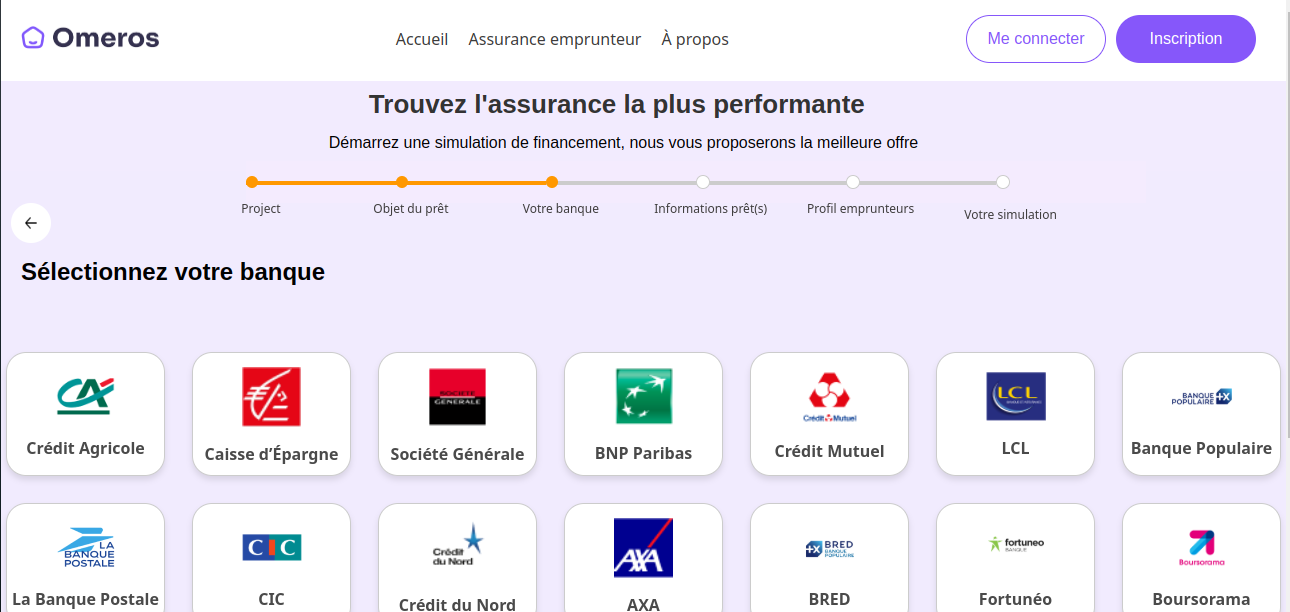 Omeros
Accueil Assurance emprunteur À propos
Me connecter Inscription
Trouvez l'assurance la plus performante
Démarrez une simulation de financement, nous vous proposerons la meilleure offre
Project Objet du prêt Votre banque Informations prêt(s) Profil emprunteurs Votre simulation
Sélectionnez votre banque
CA
Crédit Agricole
Caisse d’Épargne
SOCIETE
GENERALE
Société Générale
BNP Paribas
Crédit Mutuel
Crédit Mutuel
LCL
LCL
BANQUE
POPULAIRE
Banque Populaire
LA
BANQUE
POSTALE
La Banque Postale
CIC
CIC
Crédit
du Nord
Crédit du Nord
AXA
AXA
BRED
BANQUE
POPULAIRE
BRED
fortuneo
BANQUE
Fortunéo
Boursorama
Boursorama